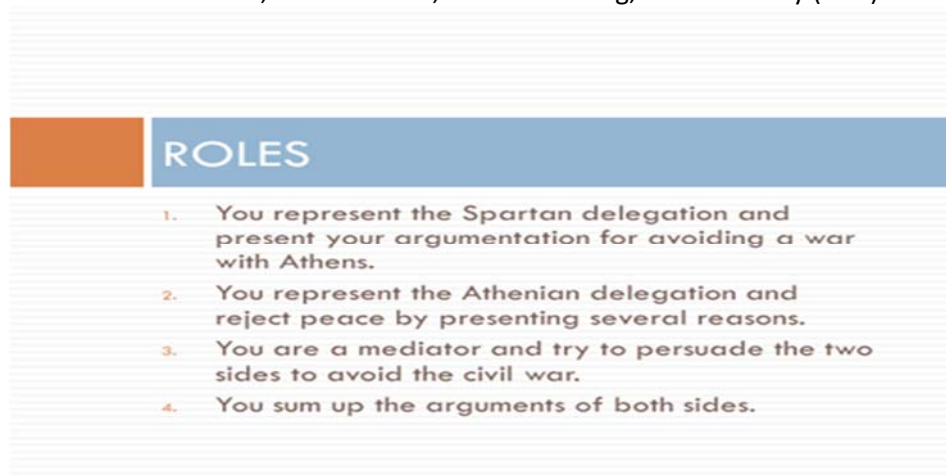 ROLES
1. You represent the Spartan delegation and
present your argumentation for avoiding a war
with Athens.
2. You represent the Athenian delegation and
reject peace by presenting several reasons.
3. You are a mediator and try to persuade the two
sides to avoid the civil war.
4. You sum up the arguments of both sides.